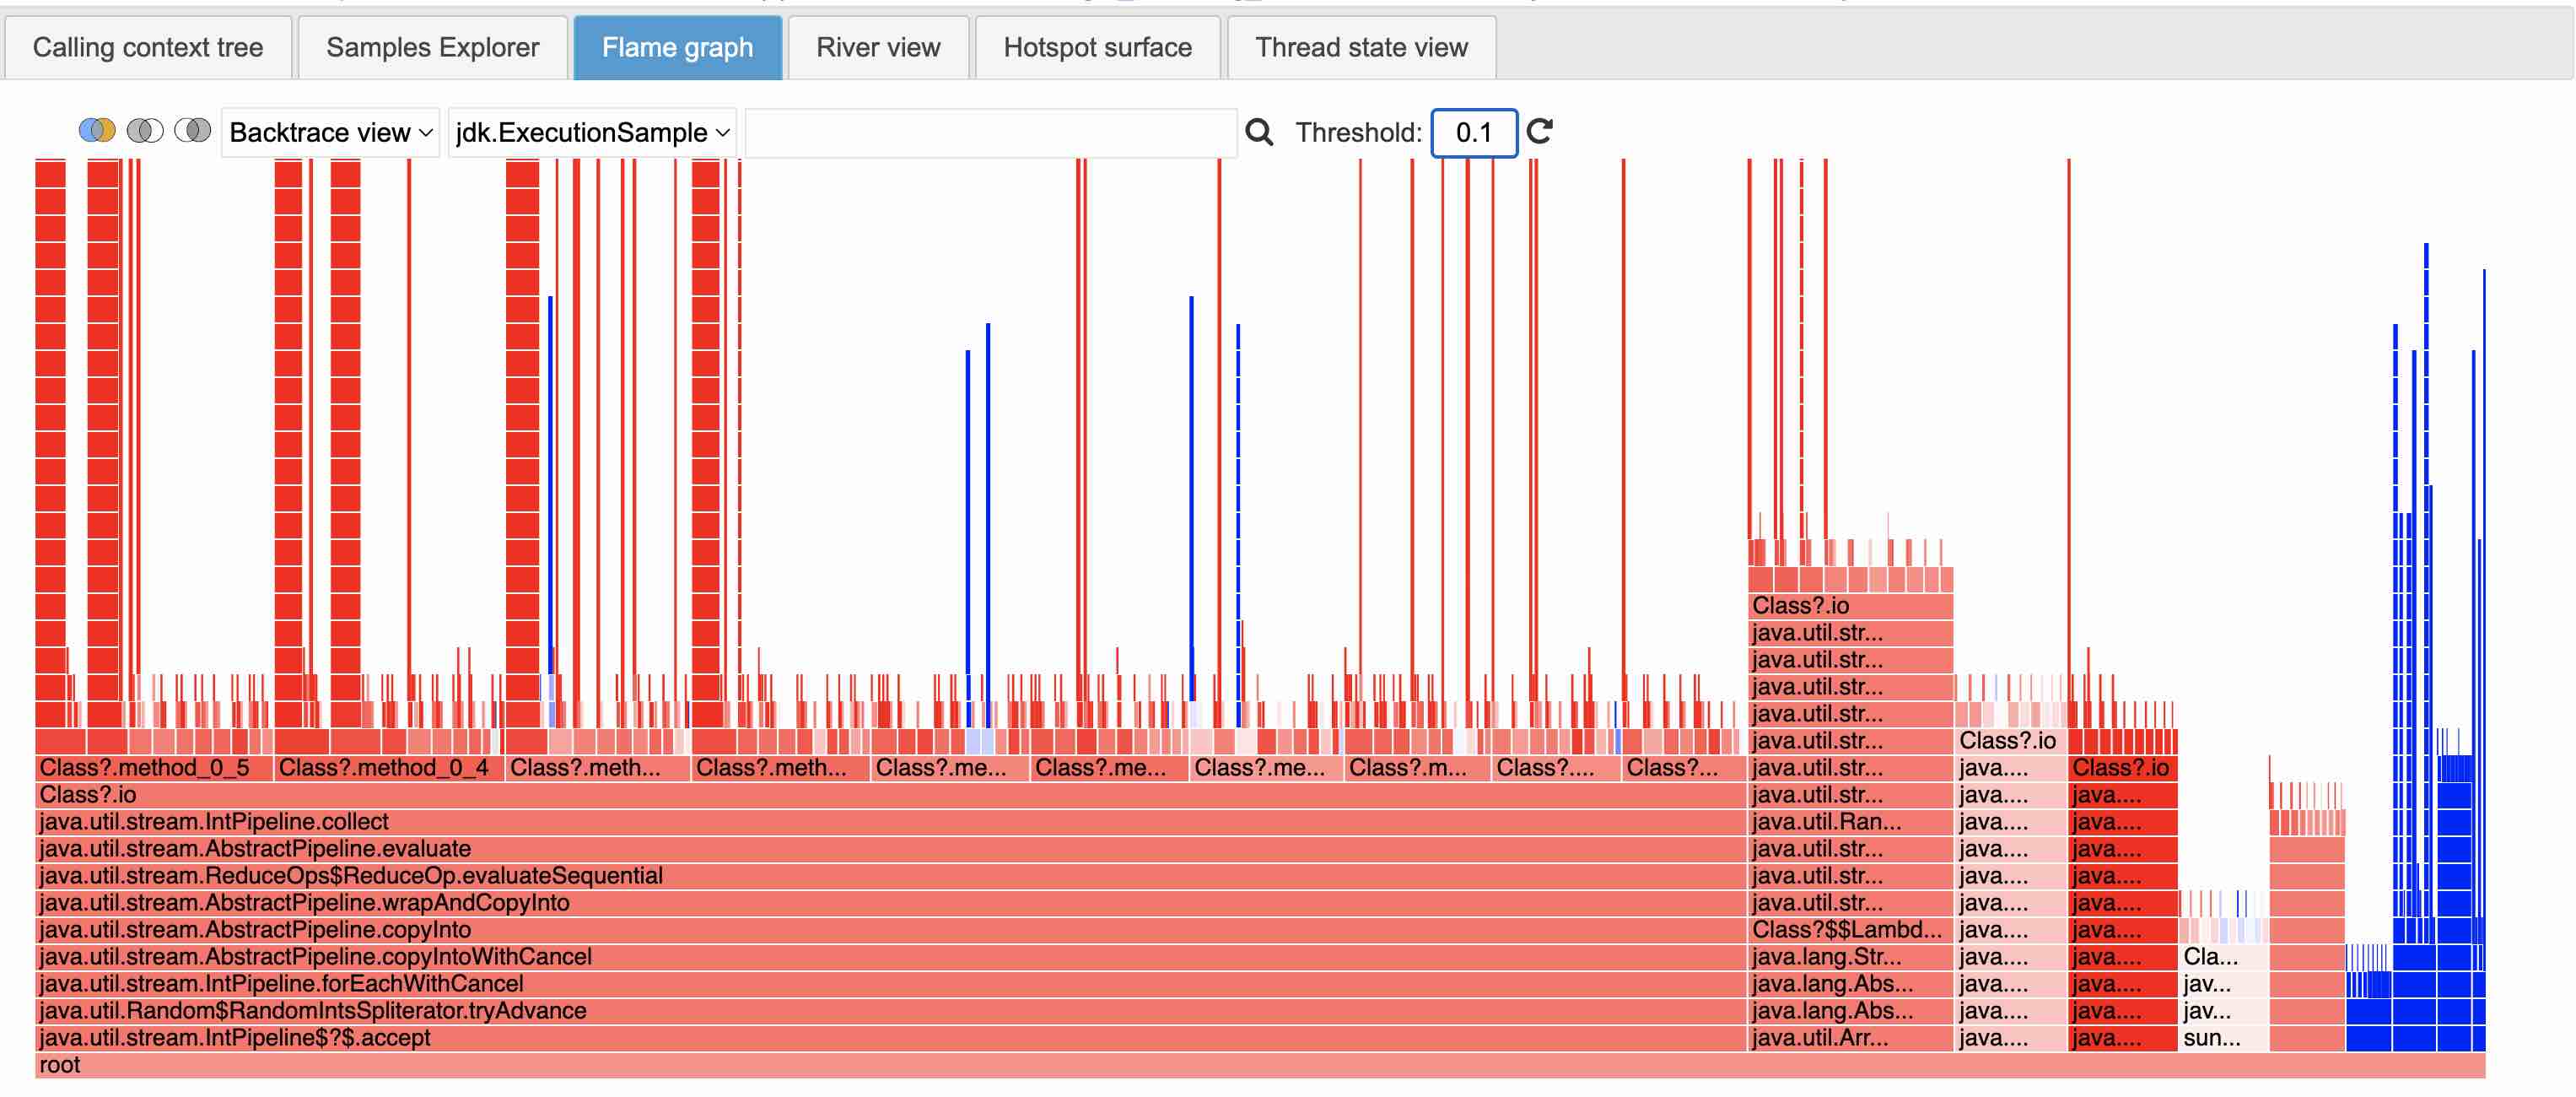 Calling context tree Samples Explorer Flame graph River view Hotspot surface Thread state view
Backtrace view jdk.ExecutionSample Threshold: 0.1
Class?.io
java.util.str...
java.util.str...
java.util.str...
java.util.str...
java.util.str... Class?.io
Class?.method_0_5 Class?.method_0_4 Class?.meth... Class?.meth... Class?.me... Class?.me... Class?.me... Class?.m... Class?.... Class?... java.util.str... java.... Class?.io
Class?.io java.util.str... java.... java....
java.util.stream.IntPipeline.collect java.util.Ran... java.... java....
java.util.stream.AbstractPipeline.evaluate java.util.str... java.... java....
java.util.stream.ReduceOps$ReduceOp.evaluateSequential java.util.str... java.... java....
java.util.stream.AbstractPipeline.wrapAndCopyInto java.util.str... java.... java....
java.util.stream.AbstractPipeline.copyInto Class?$$Lambd... java.... java....
java.util.stream.AbstractPipeline.copyIntoWithCancel java.lang.Str... java.... java.... Cla...
java.util.stream.IntPipeline.forEachWithCancel java.lang.Abs... java.... java.... jav...
java.util.Random$RandomIntsSpliterator.tryAdvance java.lang.Abs... java.... java.... jav...
java.util.stream.IntPipeline$?$.accept java.util.Arr... java.... java.... sun...
root